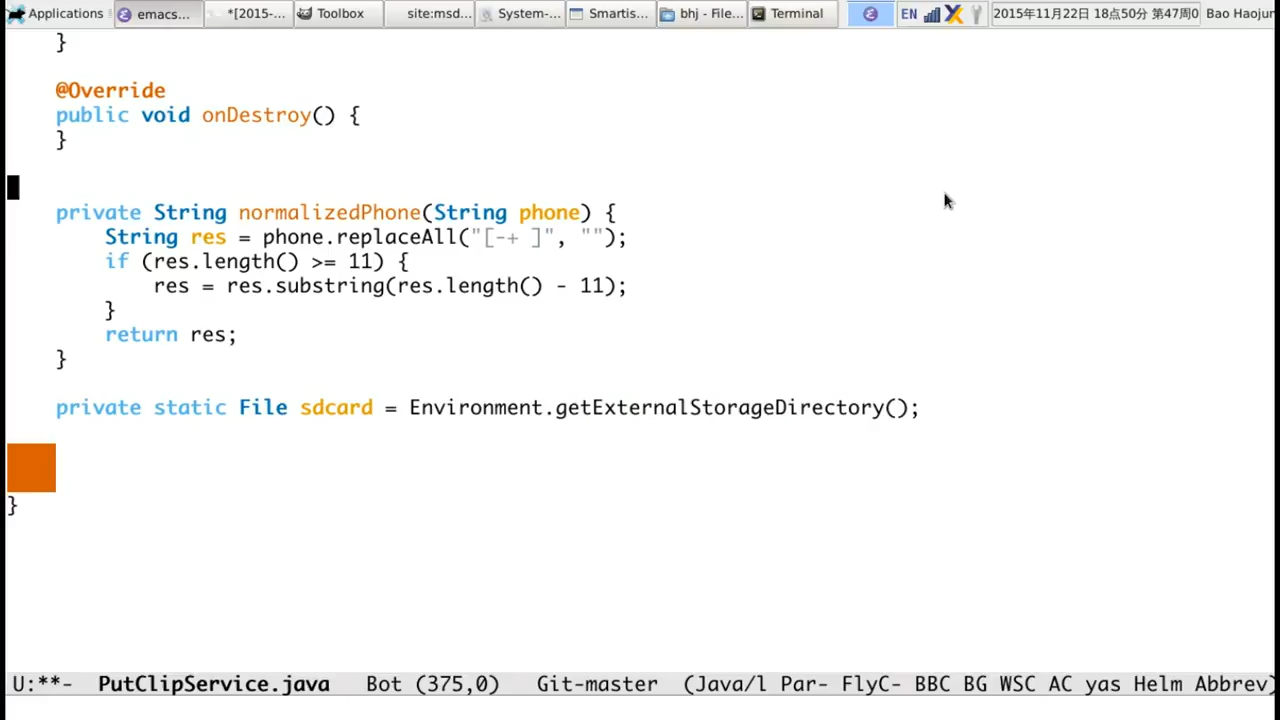 Applications emacs... *[2015-... Toolbox site:msd... System-... Smartis... bhj - File... Terminal EN 2015年11月22日 18点50分 第47周0 Bao Haojun
}
@Override
public void onDestroy() {
}
private String normalizedPhone(String phone) {
String res = phone.replaceAll("[-+ ]", "");
if (res.length() >= 11) {
res = res.substring(res.length() - 11);
}
return res;
}
private static File sdcard = Environment.getExternalStorageDirectory();
}
U:**- PutClipService.java Bot (375,0) Git-master (Java/l Par- FlyC- BBC BG WSC AC yas Helm Abbrev)